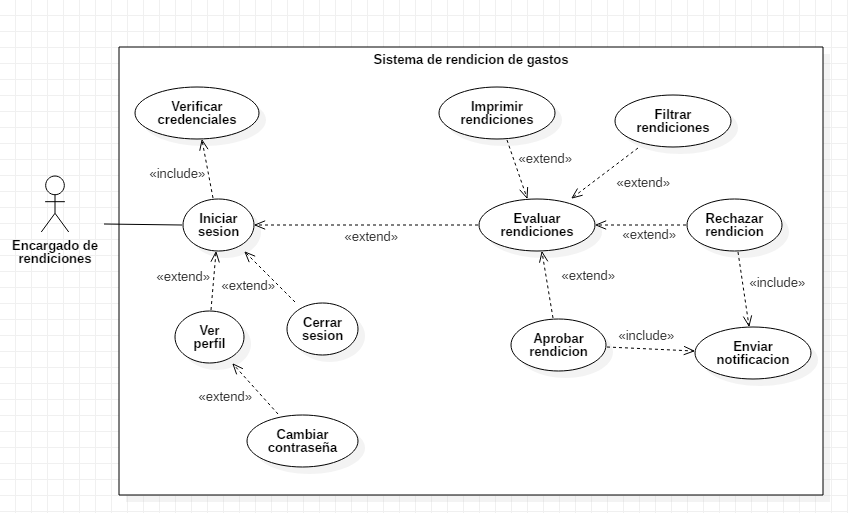 Sistema de rendicion de gastos
Verificar
credenciales
Imprimir
rendiciones
Filtrar
rendiciones
«extend»
«include»
«extend»
Encargado de
rendiciones
Iniciar
sesion
«extend»
Evaluar
rendiciones
«extend»
Rechazar
rendicion
«extend»
«extend»
«extend»
«include»
Ver
perfil
Cerrar
sesion
Aprobar
rendicion
«include»
Enviar
notificacion
«extend»
Cambiar
contraseña